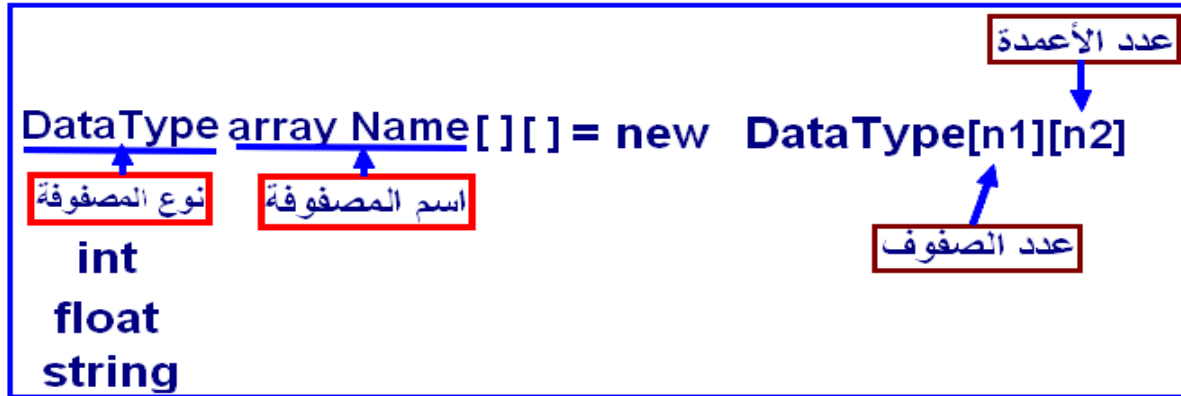 عدد الأعمدة
DataType array Name[ ][ ] = new DataType[n1][n2]
نوع المصفوفة
اسم المصفوفة
عدد الصفوف
int
float
string